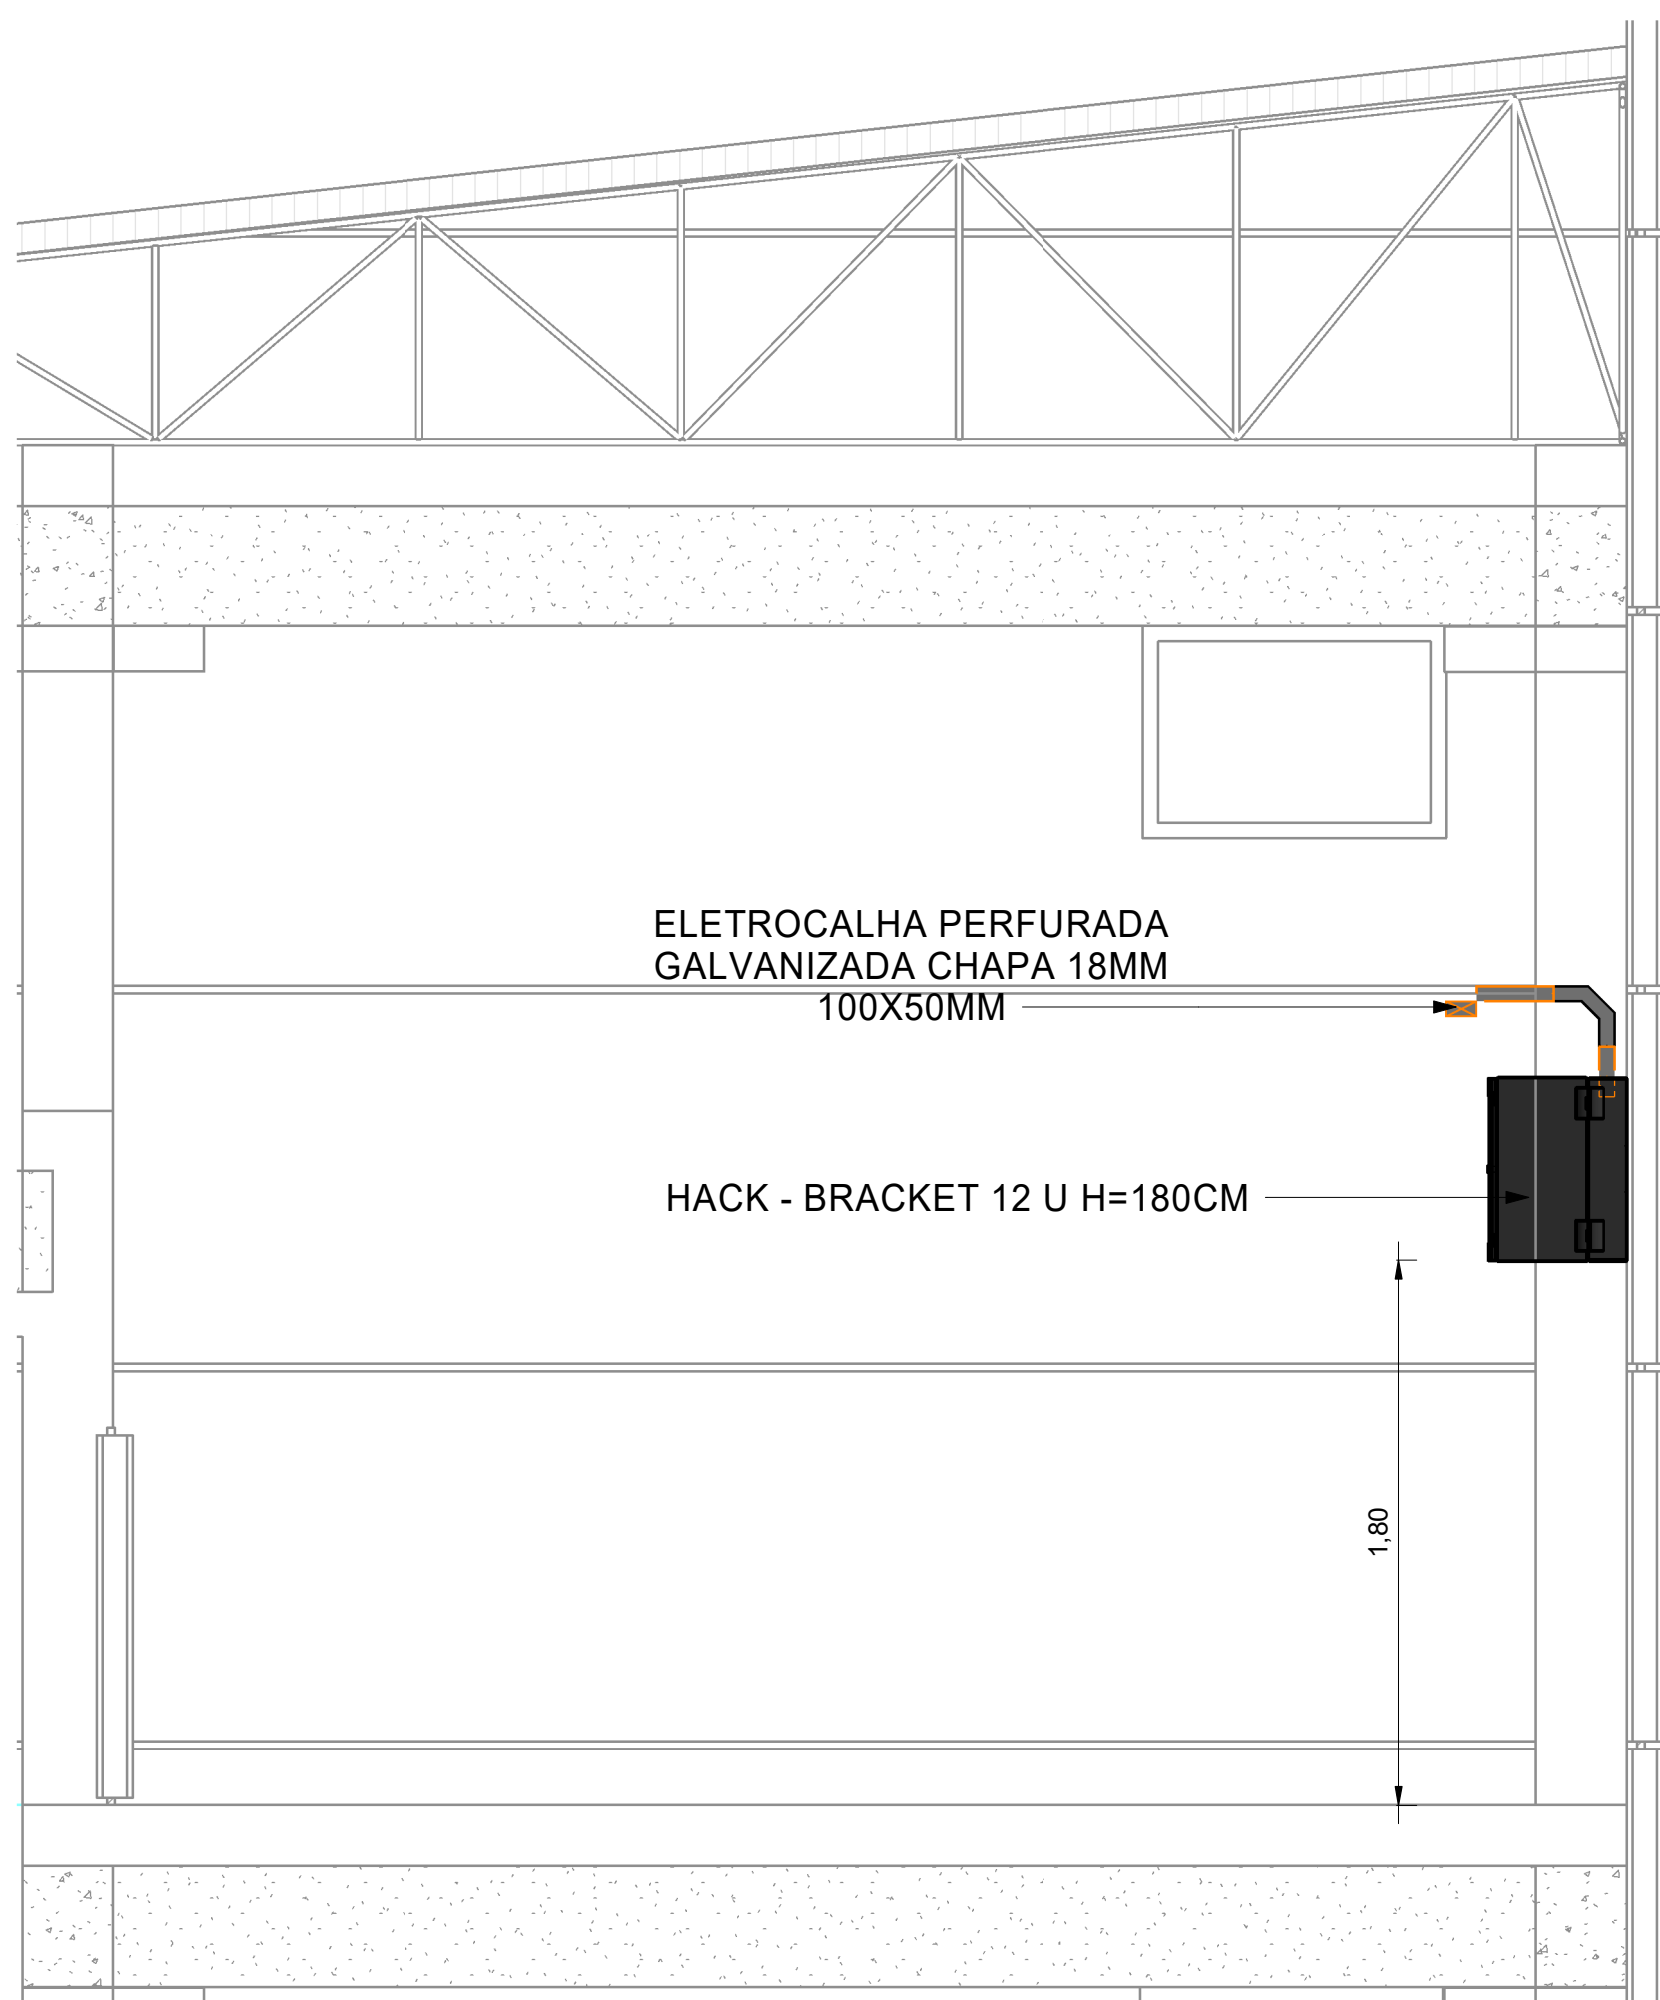 ELETROCALHA PERFURADA
GALVANIZADA CHAPA 18MM
100X50MM
HACK - BRACKET 12 U H=180CM
1,80